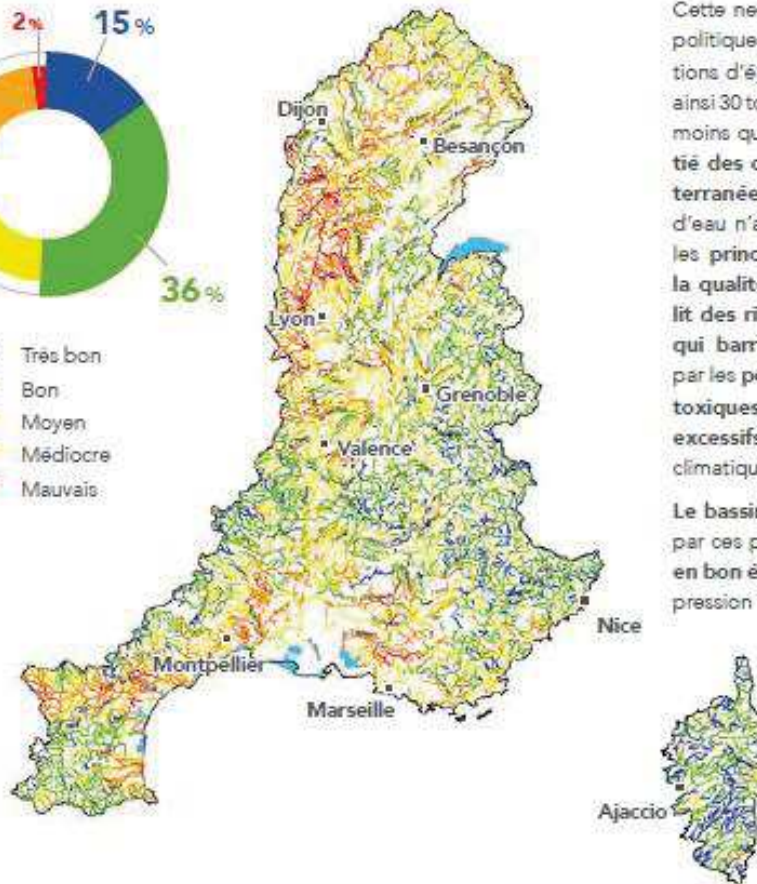 2%
15%
36%
Très bon
Bon
Moyen
Médiocre
Mauvais
Dijon
Besançon
Lyon
Grenoble
Valence
Nice
Montpellier
Marseille
Ajaccio
Cette ne
politique
tions d'é
ainsi 30 to
moins qu
tié des c
terranée
d'eau n'a
les princ
la qualit
lit des ri
qui barr
par les p
toxiques
excessifs
climatiqu
Le bassin
par ces p
en bon é
pression